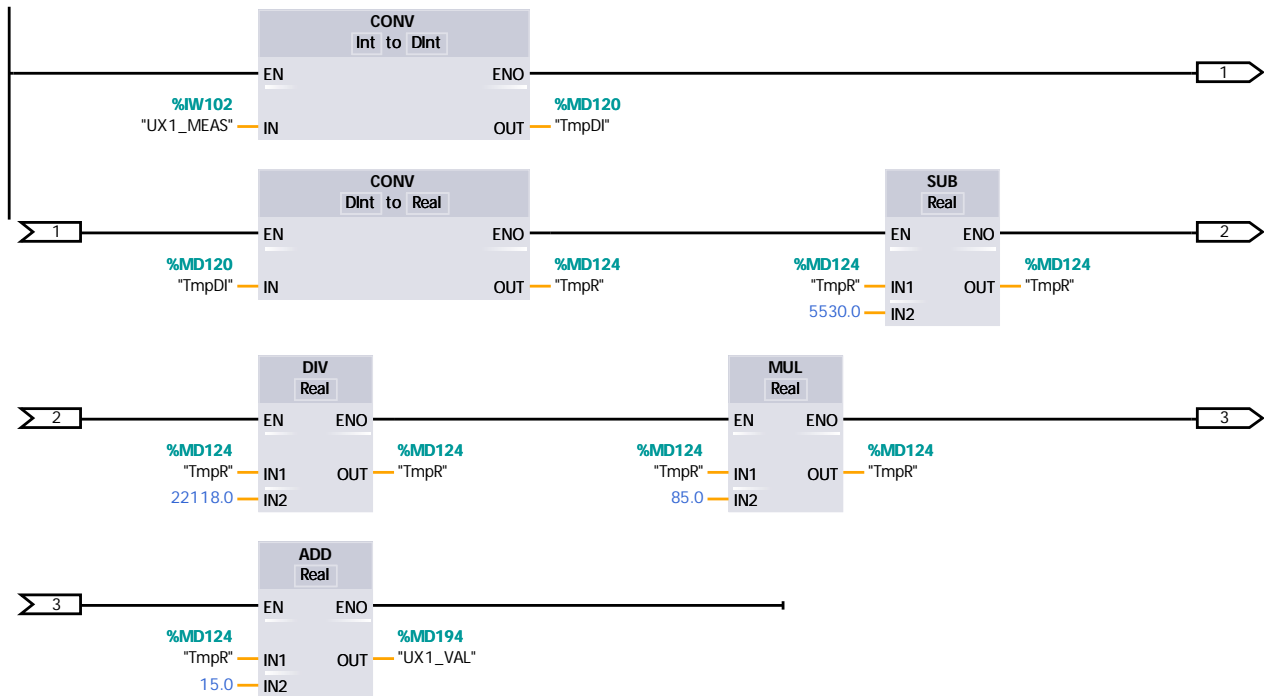 CONV
Int to DInt
EN ENO 1
%IW102 %MD120
"UX1_MEAS" IN OUT "TmpDI"
CONV SUB
DInt to Real Real
1 EN ENO EN ENO 2
%MD120 %MD124 %MD124 %MD124
"TmpDI" IN OUT "TmpR" "TmpR" IN1 OUT "TmpR"
5530.0 IN2
DIV MUL
Real Real
2 EN ENO EN ENO 3
%MD124 %MD124 %MD124 %MD124
"TmpR" IN1 OUT "TmpR" "TmpR" IN1 OUT "TmpR"
22118.0 IN2 85.0 IN2
ADD
Real
3 EN ENO
%MD124 %MD194
"TmpR" IN1 OUT "UX1_VAL"
15.0 IN2